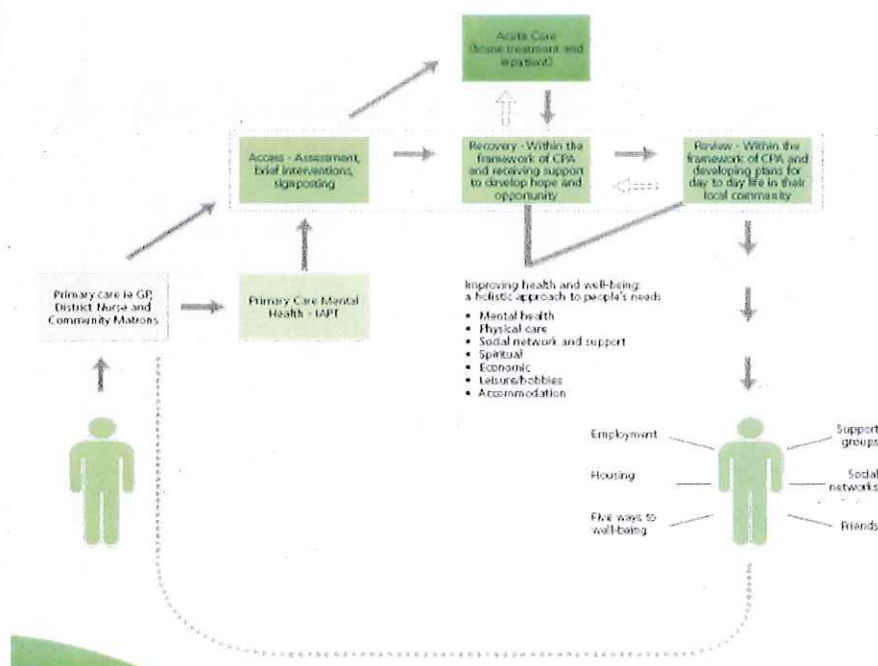 Acute Care
(home treatment and
inpatient)
Access - Assessment,
brief interventions,
signposting
Recovery - Within the
framework of CPA
and receiving support
to develop hope and
opportunity
Review - Within the
framework of CPA and
developing plans for
day to day life in their
local community
Primary care ie GP,
District Nurse and
Community Matrons
Primary Care Mental
Health - IAPT
Improving health and well-being:
a holistic approach to people's needs
• Mental health
• Physical care
• Social network and support
• Spiritual
• Economic
• Leisure/hobbies
• Accommodation
Employment
Housing
Five ways to
well-being
Support
groups
Social
networks
Friends